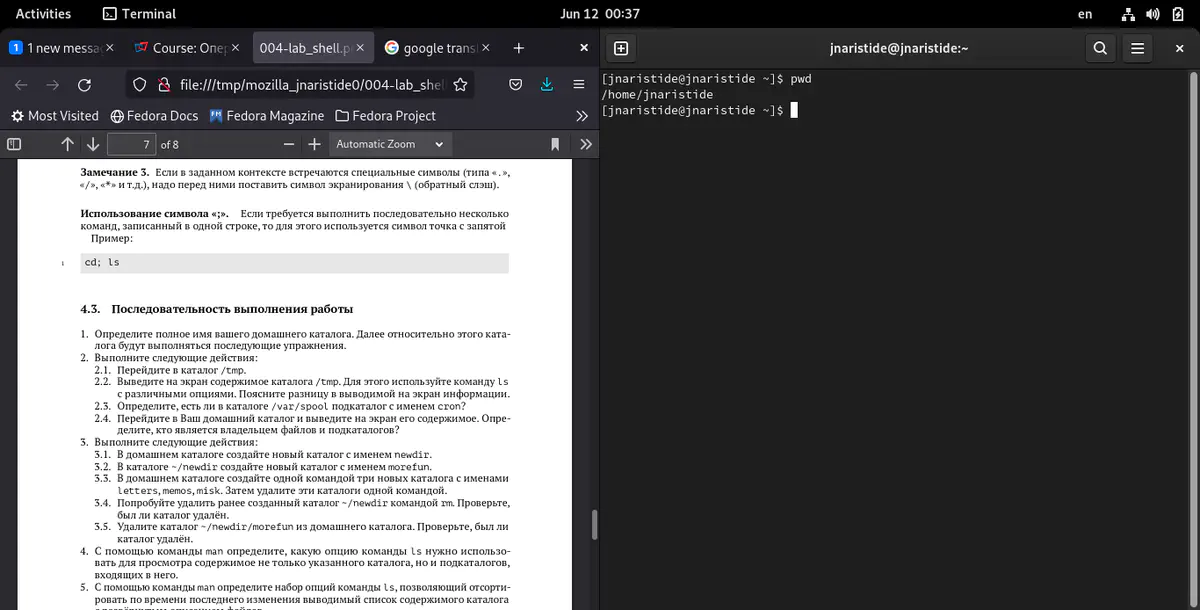 Activities Terminal Jun 12 00:37 en
1 new messa
Course: Опе
004-lab_shell.p
google trans
jnaristide@jnaristide:~
file:///tmp/mozilla_jnaristide0/004-lab_shel
Most Visited Fedora Docs Fedora Magazine Fedora Project
7 of 8 Automatic Zoom
Замечание 3. Если в заданном контексте встречаются специальные символы (типа «.»,
«/», «*» и т.д.), надо перед ними поставить символ экранирования \ (обратный слэш).
Использование символа «;». Если требуется выполнить последовательно несколько
команд, записанный в одной строке, то для этого используется символ точка с запятой
Пример:
1 cd; ls
4.3. Последовательность выполнения работы
1. Определите полное имя вашего домашнего каталога. Далее относительно этого ката-
лога будут выполняться последующие упражнения.
2. Выполните следующие действия:
2.1. Перейдите в каталог /tmp.
2.2. Выведите на экран содержимое каталога /tmp. Для этого используйте команду ls
с различными опциями. Поясните разницу в выводимой на экран информации.
2.3. Определите, есть ли в каталоге /var/spool подкаталог с именем cron?
2.4. Перейдите в Ваш домашний каталог и выведите на экран его содержимое. Опре-
делите, кто является владельцем файлов и подкаталогов?
3. Выполните следующие действия:
3.1. В домашнем каталоге создайте новый каталог с именем newdir.
3.2. В каталоге ~/newdir создайте новый каталог с именем morefun.
3.3. В домашнем каталоге создайте одной командой три новых каталога с именами
letters, memos, misk. Затем удалите эти каталоги одной командой.
3.4. Попробуйте удалить ранее созданный каталог ~/newdir командой rm. Проверьте,
был ли каталог удалён.
3.5. Удалите каталог ~/newdir/morefun из домашнего каталога. Проверьте, был ли
каталог удалён.
4. С помощью команды man определите, какую опцию команды ls нужно использо-
вать для просмотра содержимое не только указанного каталога, но и подкаталогов,
входящих в него.
5. С помощью команды man определите набор опций команды ls, позволяющий отсорти-
ровать по времени последнего изменения выводимый список содержимого каталога
[jnaristide@jnaristide ~]$ pwd
/home/jnaristide
[jnaristide@jnaristide ~]$